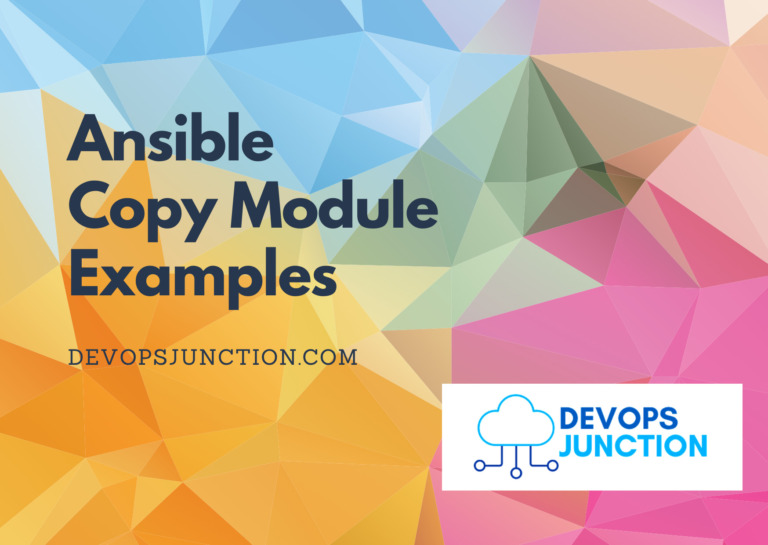 Ansible
Copy Module
Examples
DEVOPSJUNCTION.COM
DEVOPS
JUNCTION